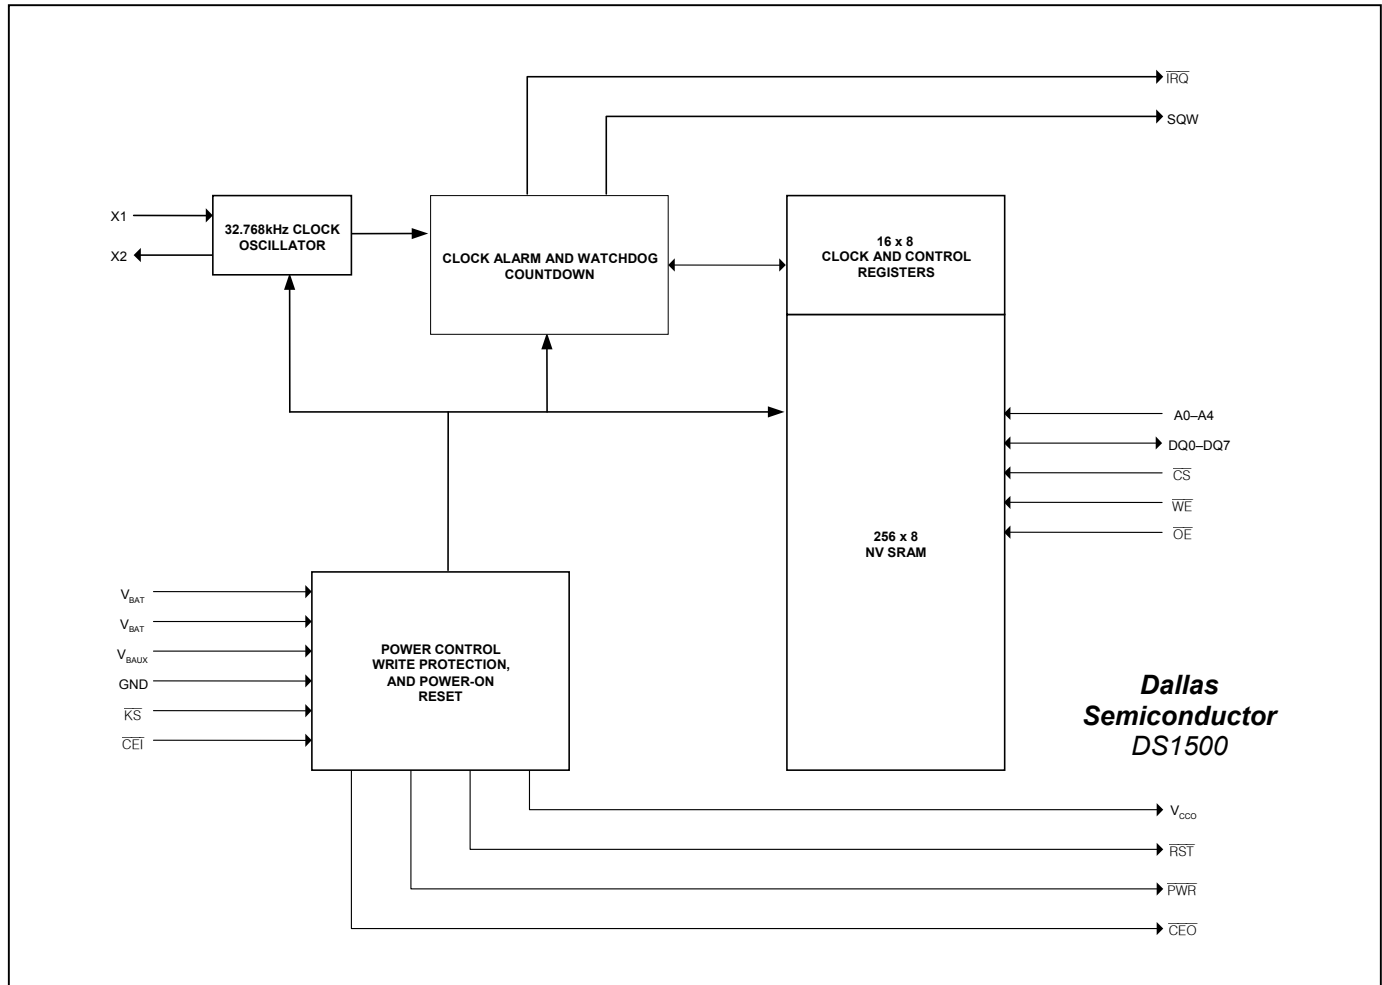 IRQ
SQW
X1
X2
32.768kHz CLOCK
OSCILLATOR
CLOCK ALARM AND WATCHDOG
COUNTDOWN
16 x 8
CLOCK AND CONTROL
REGISTERS
A0–A4
DQ0–DQ7
CS
WE
OE
256 x 8
NV SRAM
VBAT
VBAT
VBAUX
GND
KS
CEI
POWER CONTROL
WRITE PROTECTION,
AND POWER-ON
RESET
Dallas
Semiconductor
DS1500
VCCO
RST
PWR
CEO